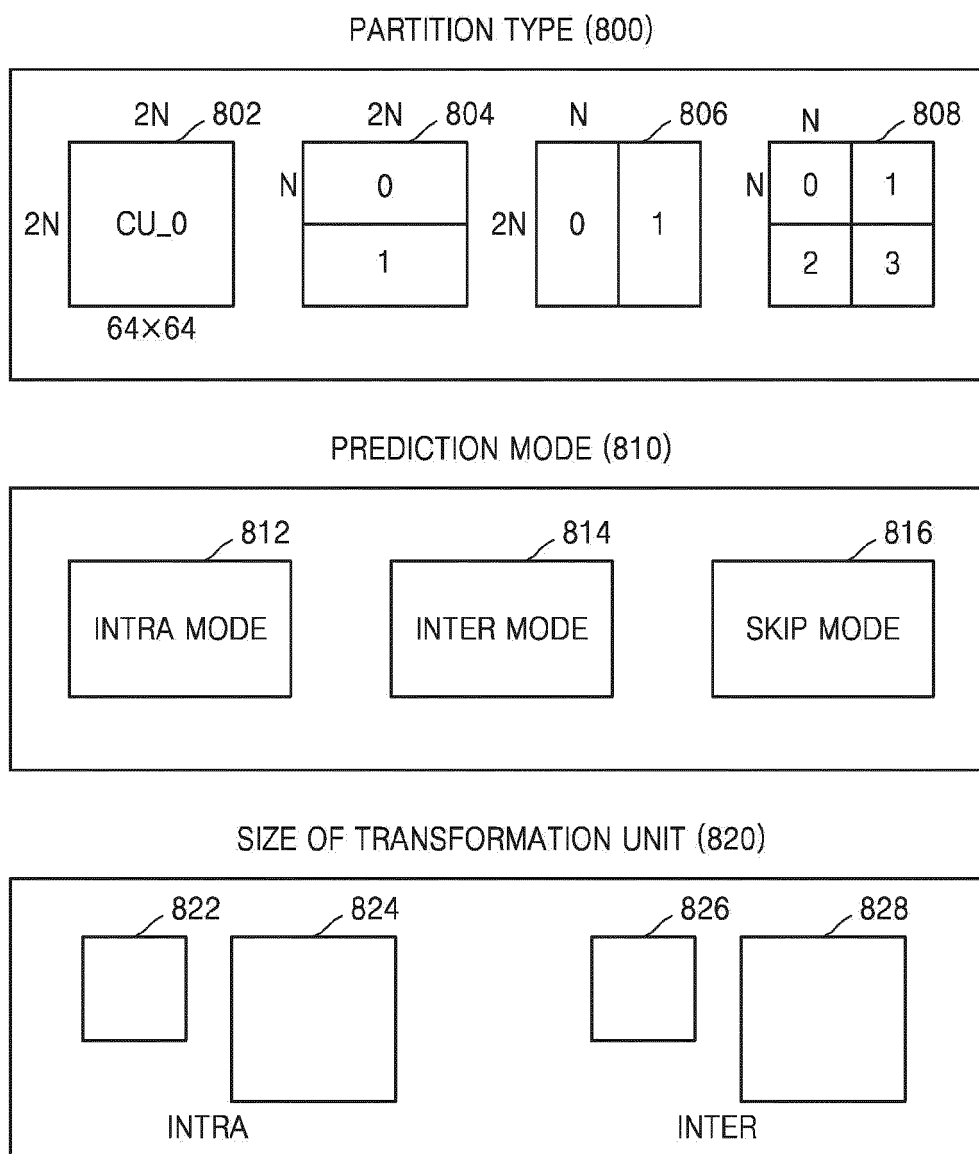 PARTITION TYPE (800)
2N 802 2N 804 N 806 N 808
2N CU_0 N 0 2N 0 1 N 0 1
1 2 3
64×64
PREDICTION MODE (810)
812 814 816
INTRA MODE INTER MODE SKIP MODE
SIZE OF TRANSFORMATION UNIT (820)
822 824 826 828
INTRA INTER